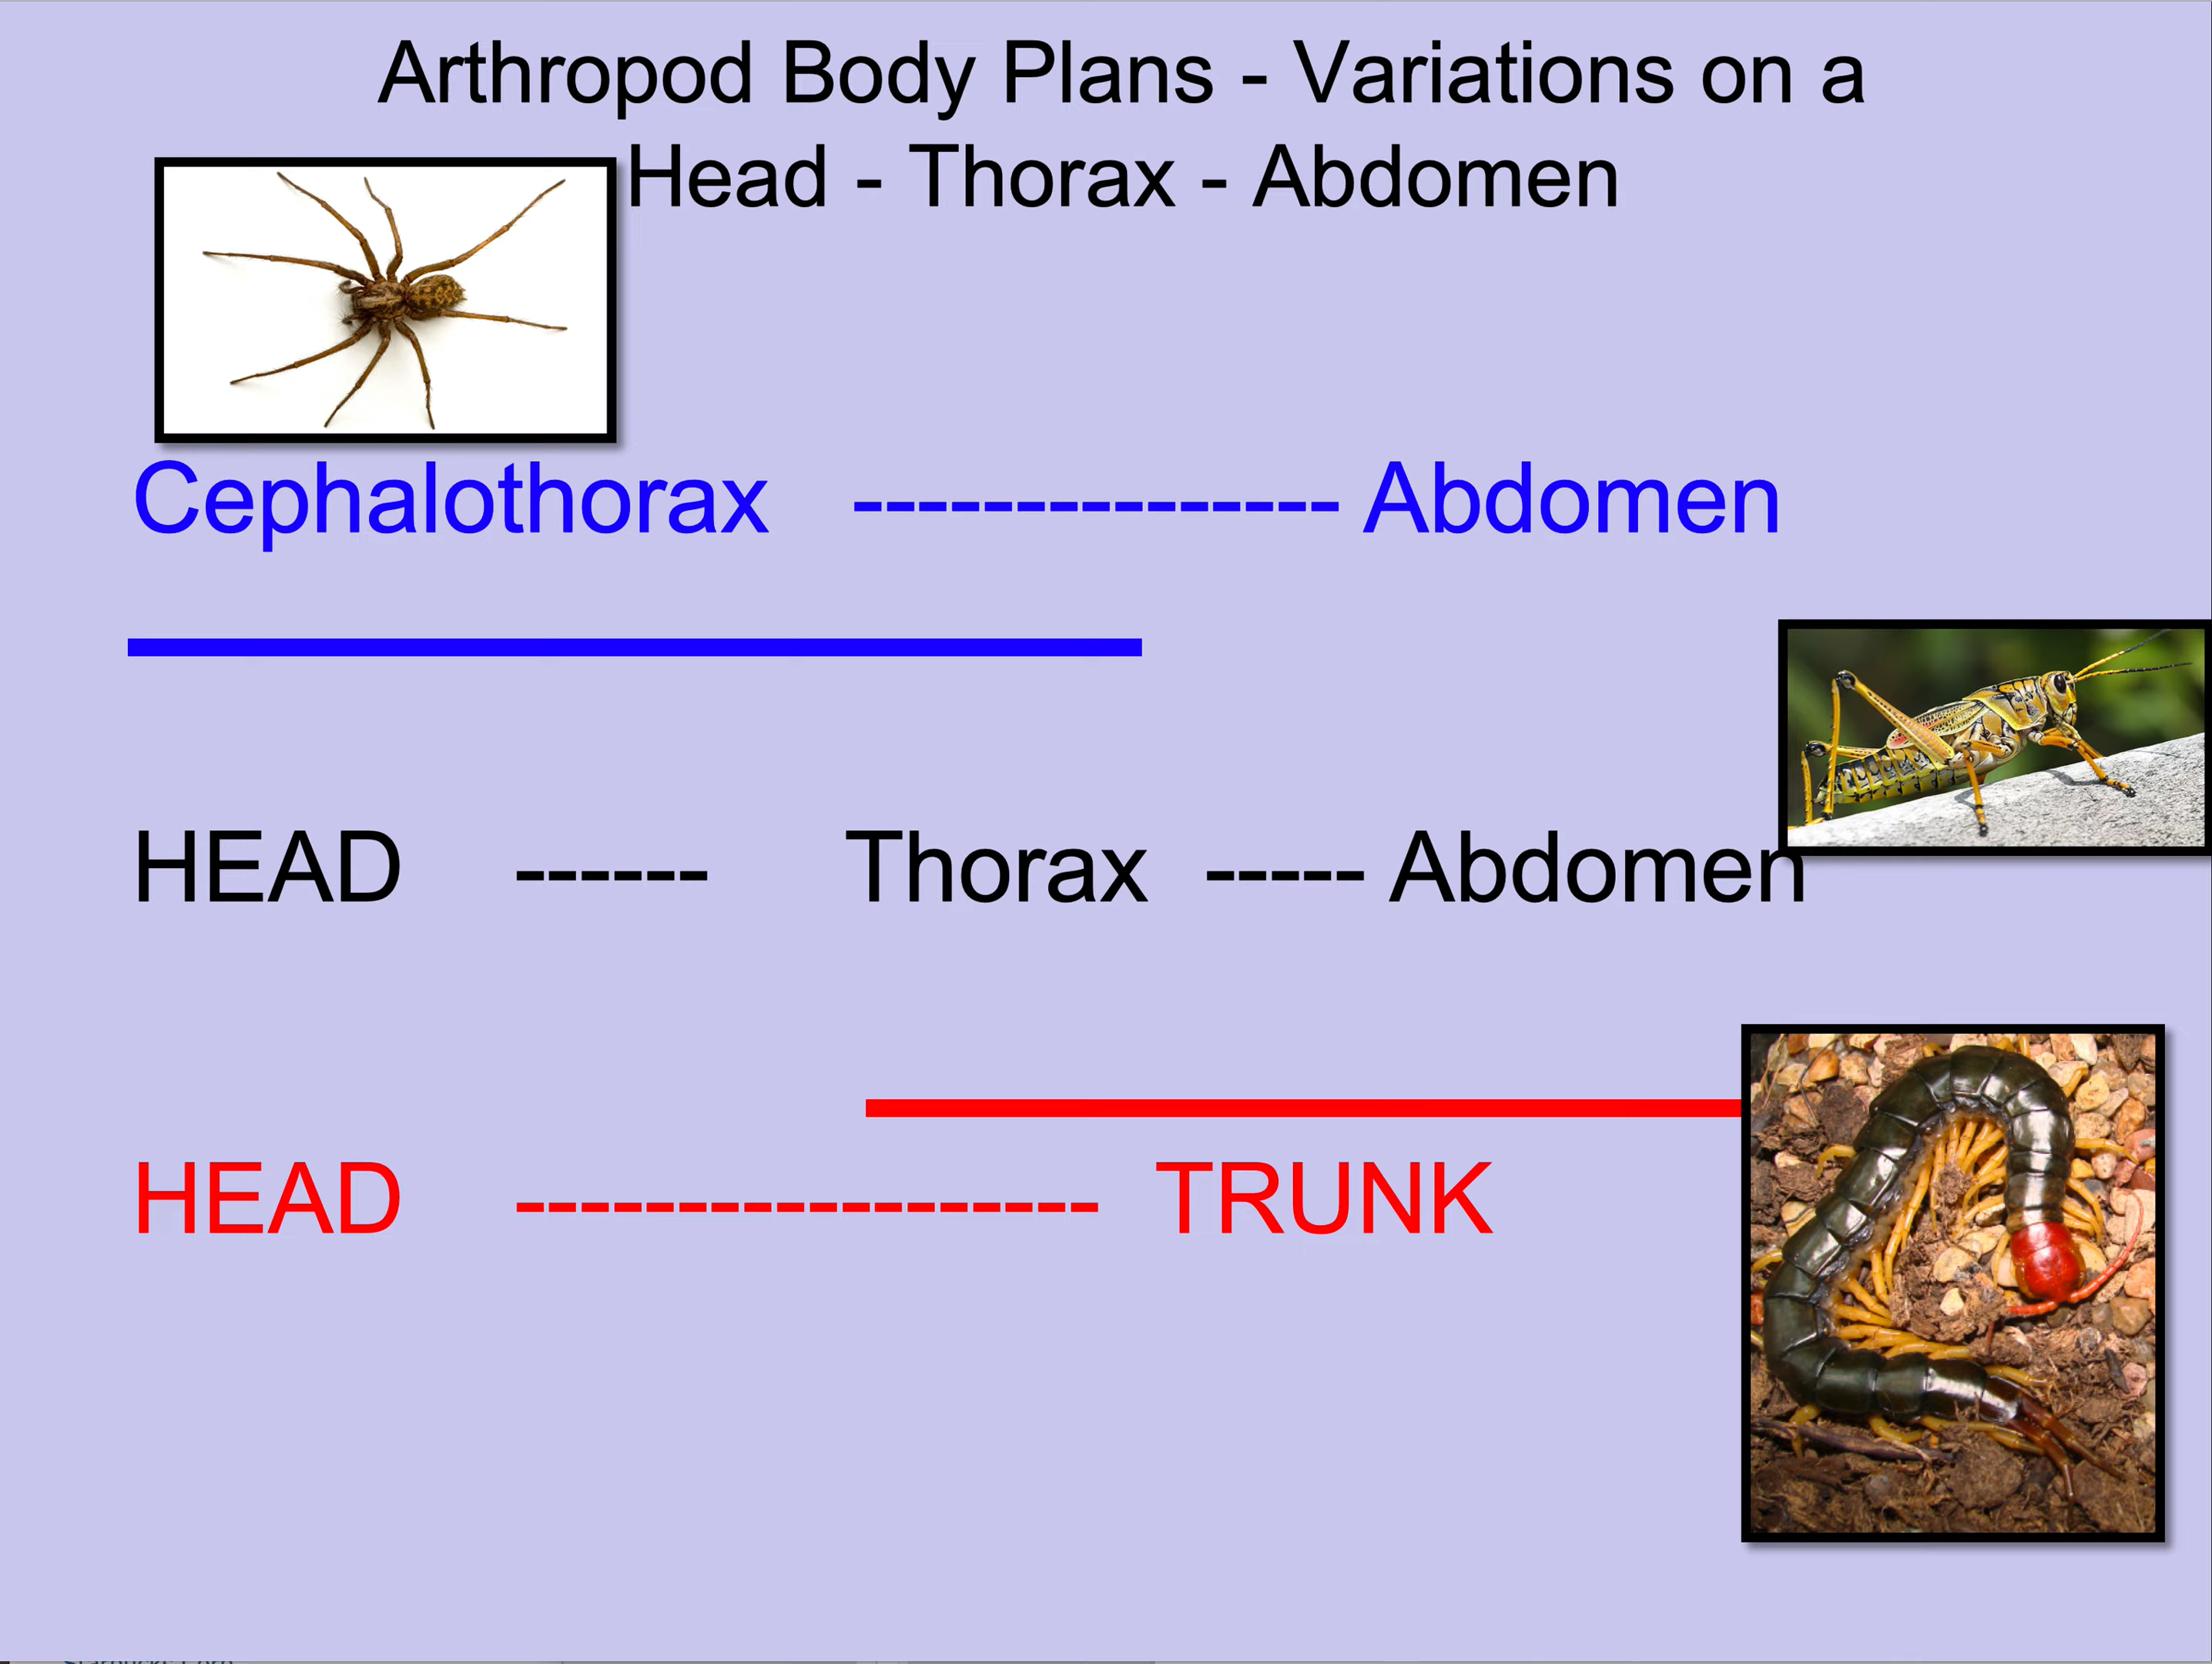 Arthropod Body Plans - Variations on a
Head - Thorax - Abdomen
Cephalothorax --------------- Abdomen
HEAD ------ Thorax ----- Abdomen
HEAD ------------------ TRUNK